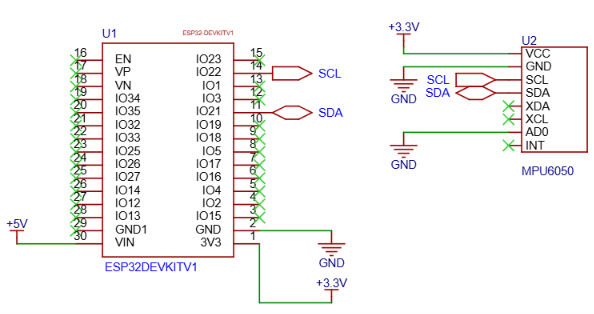 U1
ESP32-DEVKITV1
16 EN IO23 15
17 VP IO22 14 SCL
18 VN IO1 13
19 IO34 IO3 12
20 IO35 IO21 11 SDA
21 IO32 IO19 10
22 IO33 IO18 9
23 IO25 IO5 8
24 IO26 IO17 7
25 IO27 IO16 6
26 IO14 IO4 5
27 IO12 IO2 4
28 IO13 IO15 3
29 GND1 GND 2
30 VIN 3V3 1
+5V
GND
+3.3V
ESP32DEVKITV1
+3.3V
U2
VCC
GND
SCL SCL
SDA SDA
XDA
XCL
AD0
INT
GND
GND
MPU6050